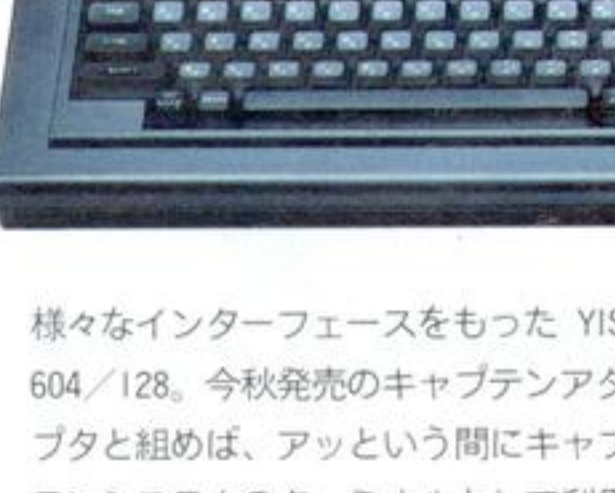 様々なインターフェースをもった YIS
604／128。今秋発売のキャプテンアダ
プタと組めば、アッという間にキャプ